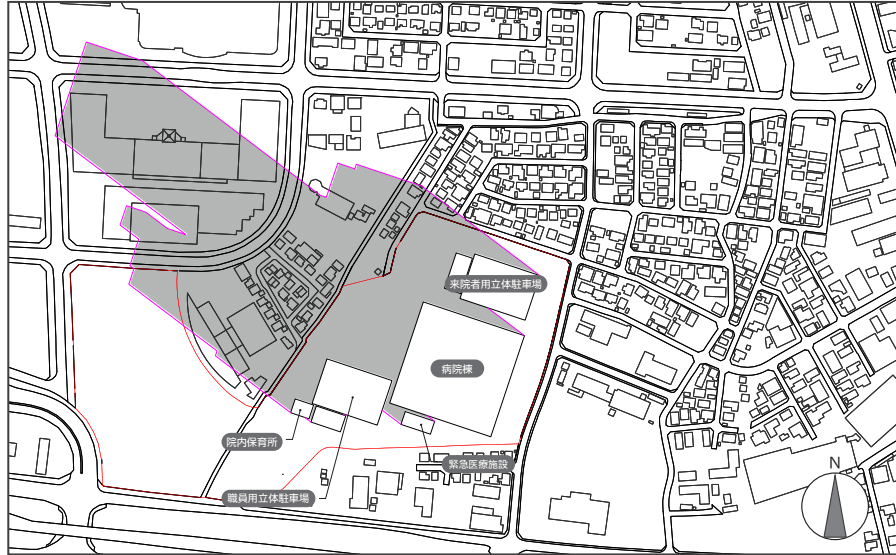 来院者用立体駐車場
病院棟
院内保育所
緊急医療施設
職員用立体駐車場
N